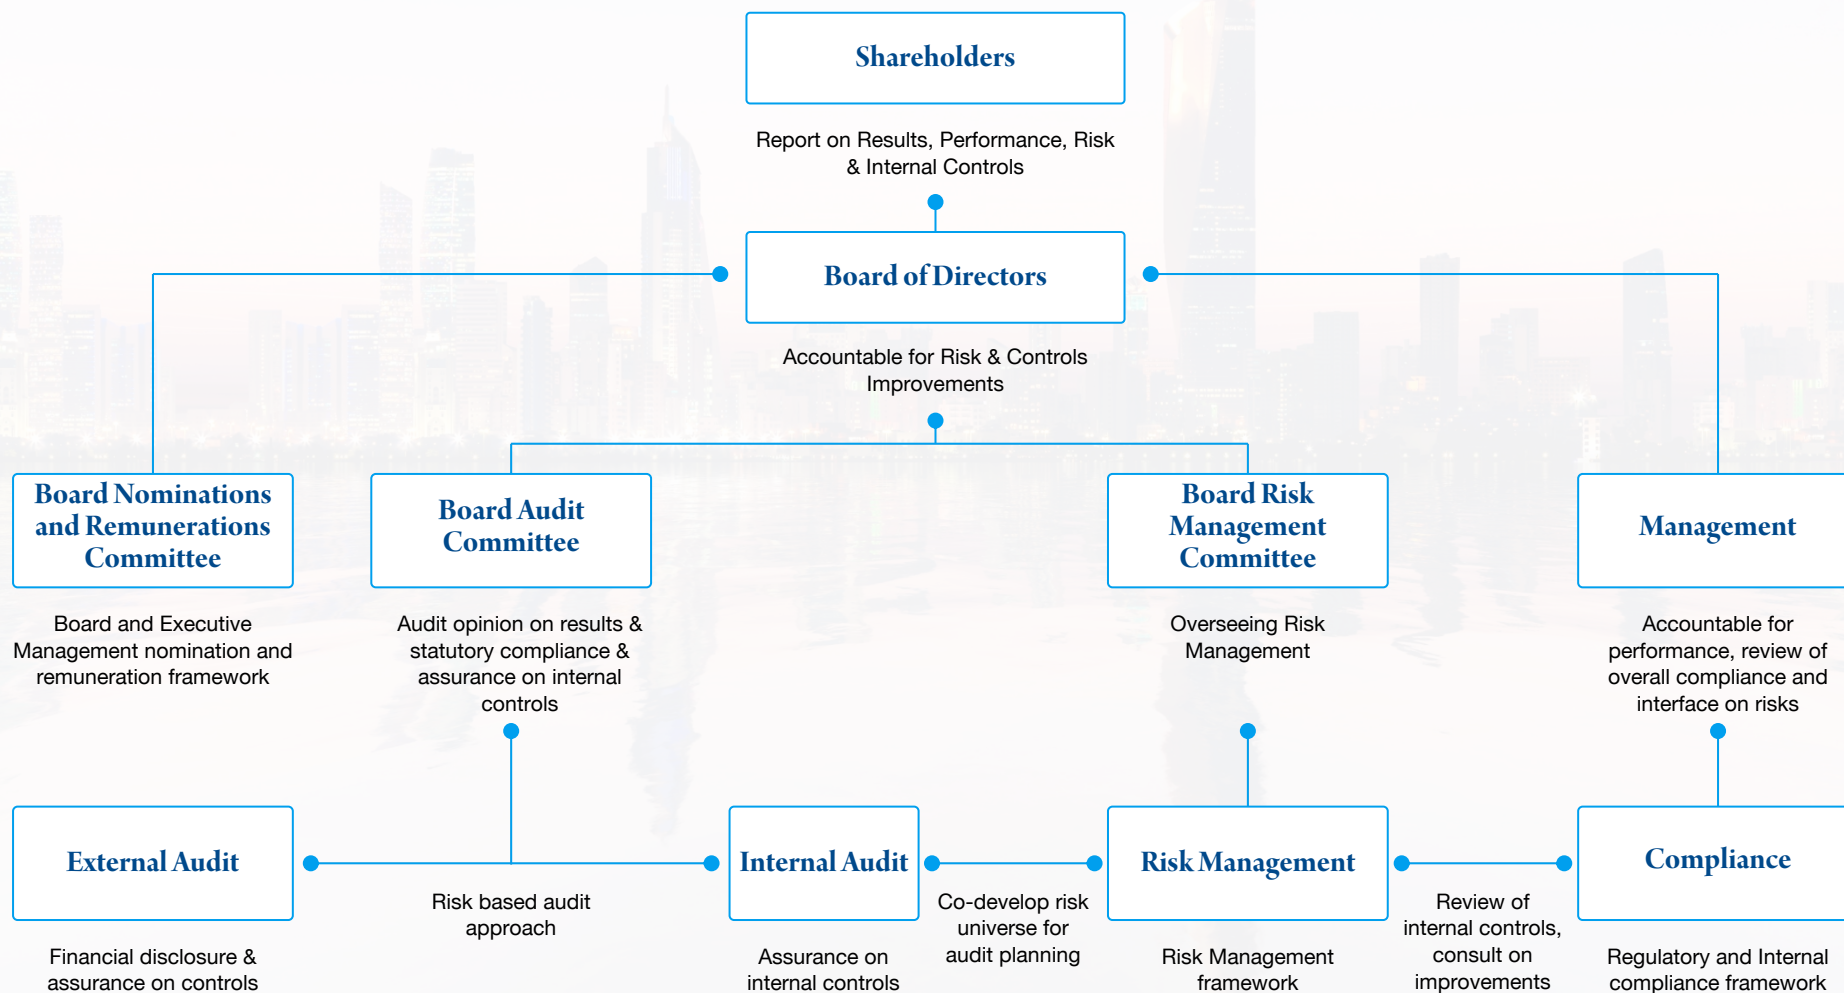 Shareholders
Report on Results, Performance, Risk
& Internal Controls
Board of Directors
Accountable for Risk & Controls
Improvements
Board Nominations
and Remunerations
Committee
Board and Executive
Management nomination and
remuneration framework
Board Audit
Committee
Audit opinion on results &
statutory compliance &
assurance on internal
controls
Board Risk
Management
Committee
Overseeing Risk
Management
Management
Accountable for
performance, review of
overall compliance and
interface on risks
External Audit
Financial disclosure &
assurance on controls
Risk based audit
approach
Internal Audit
Assurance on
internal controls
Co-develop risk
universe for
audit planning
Risk Management
Risk Management
framework
Review of
internal controls,
consult on
improvements
Compliance
Regulatory and Internal
compliance framework